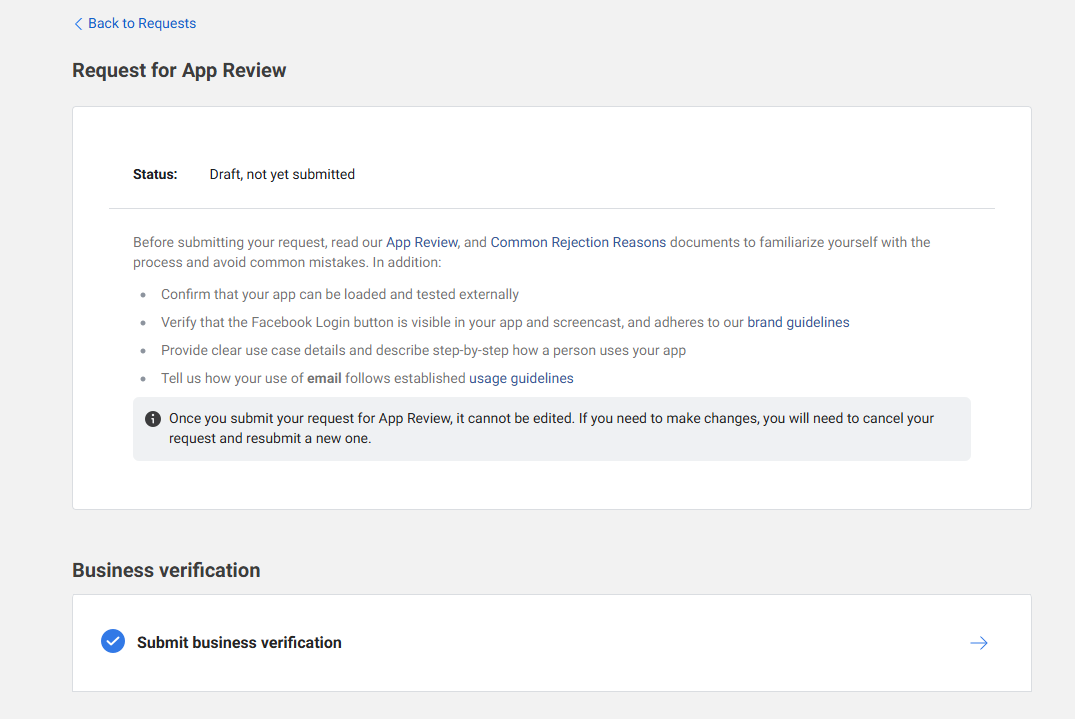 Back to Requests
Request for App Review
Status: Draft, not yet submitted
Before submitting your request, read our App Review, and Common Rejection Reasons documents to familiarize yourself with the
process and avoid common mistakes. In addition:
Confirm that your app can be loaded and tested externally
Verify that the Facebook Login button is visible in your app and screencast, and adheres to our brand guidelines
Provide clear use case details and describe step-by-step how a person uses your app
Tell us how your use of email follows established usage guidelines
Once you submit your request for App Review, it cannot be edited. If you need to make changes, you will need to cancel your
request and resubmit a new one.
Business verification
Submit business verification